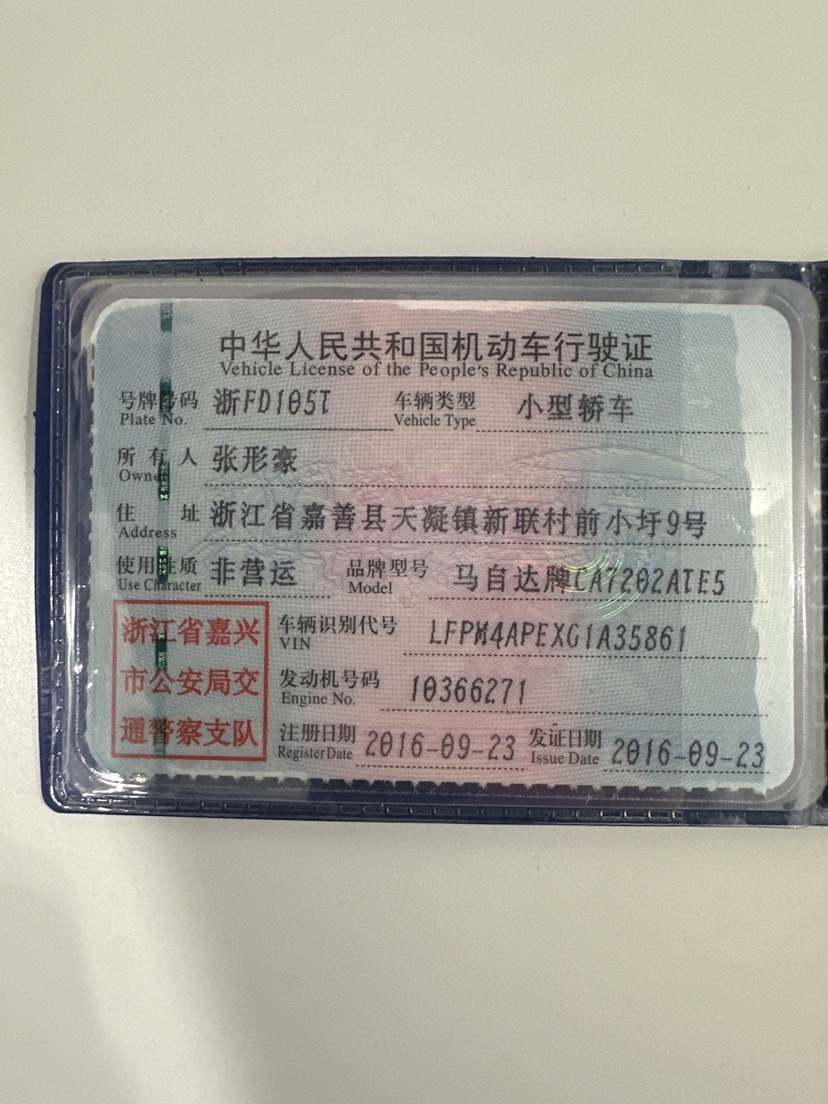 中华人民共和国机动车行驶证
Vehicle License of the People's Republic of China
号牌号码 浙FD105T 车辆类型 小型轿车
Plate No. Vehicle Type
所有人 张形豪
Owner
住址 浙江省嘉善县天凝镇新联村前小圩9号
Address
使用性质 非营运 品牌型号 马自达牌CA7202ATE5
Use Character Model
浙江省嘉兴
市公安局交
通警察支队
车辆识别代号 LFPM4APEXG1A35861
VIN
发动机号码 10366271
Engine No.
注册日期 2016-09-23 发证日期 2016-09-23
Register Date Issue Date